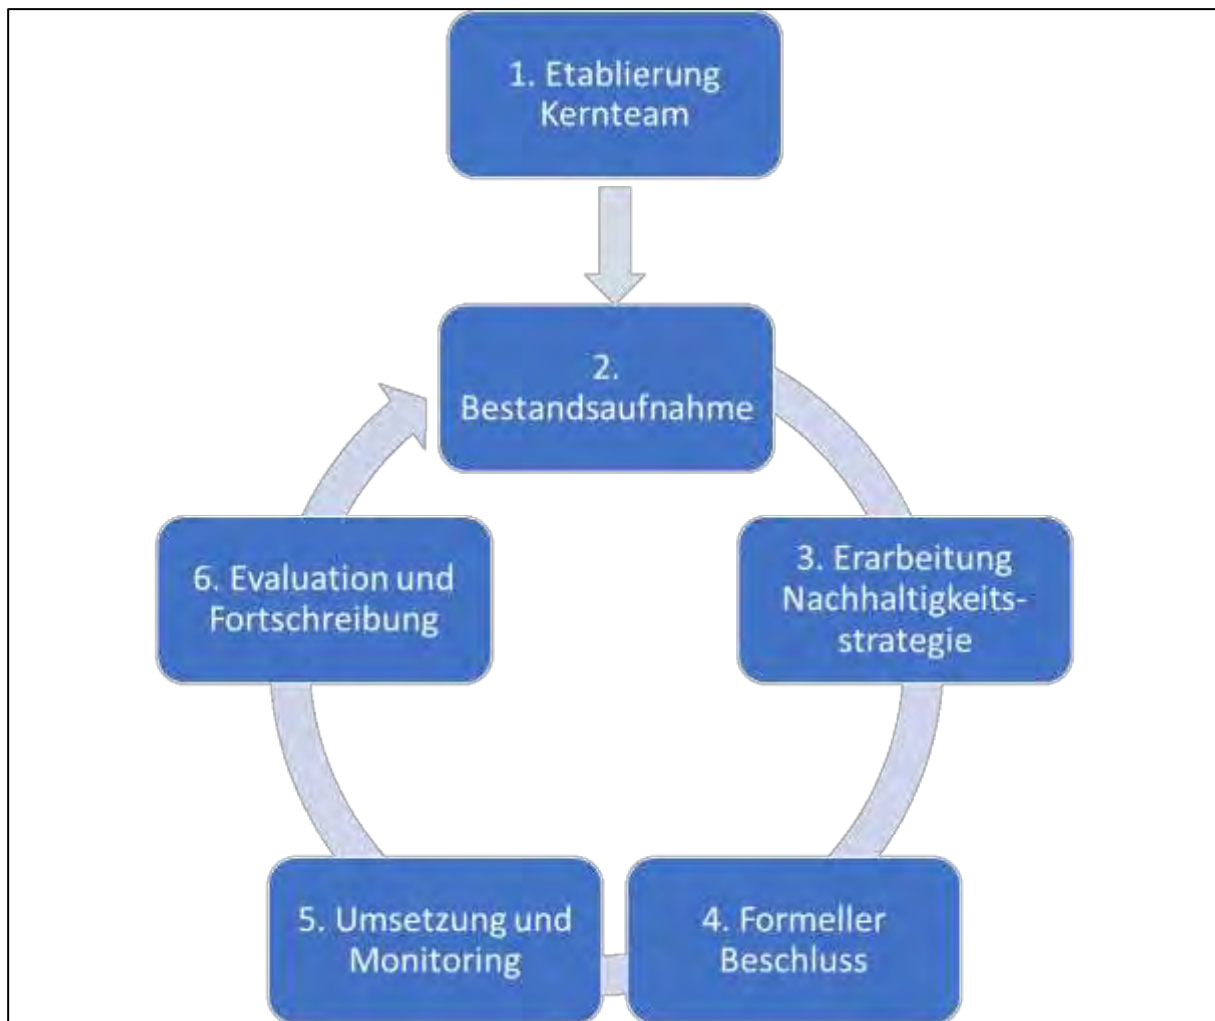 1. Etablierung
Kernteam
2.
Bestandsaufnahme
3. Erarbeitung
Nachhaltigkeits-
strategie
4. Formeller
Beschluss
5. Umsetzung und
Monitoring
6. Evaluation und
Fortschreibung